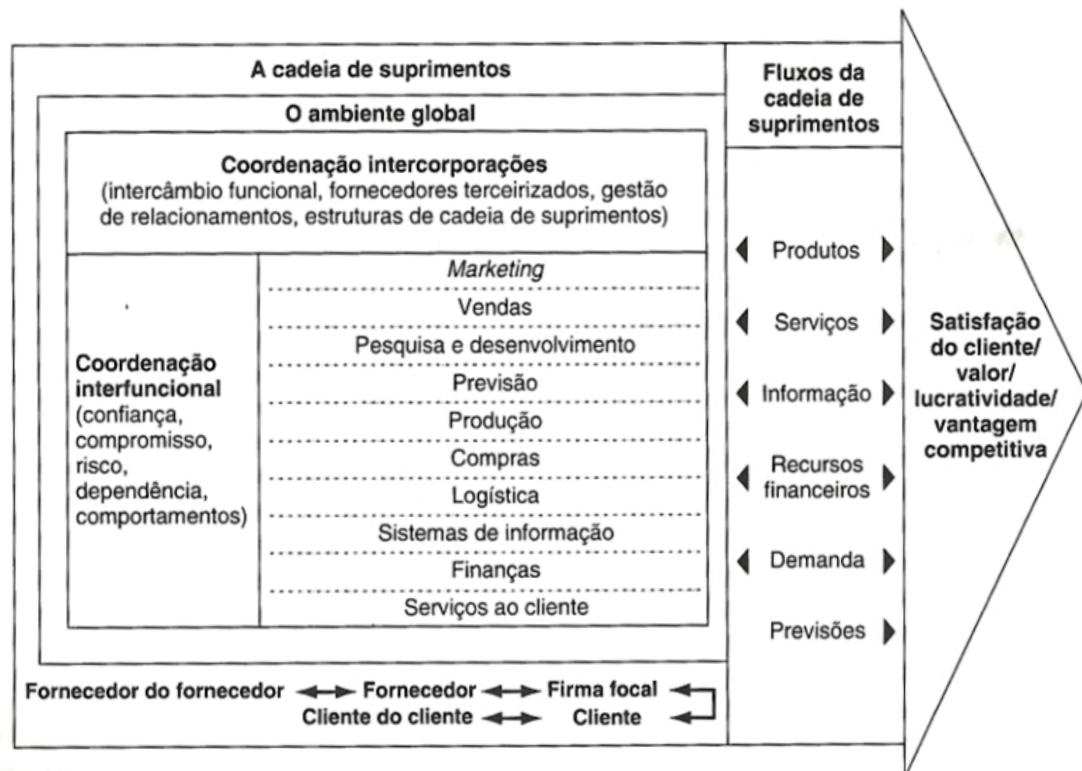 A cadeia de suprimentos
O ambiente global
Coordenação intercorporações
(intercâmbio funcional, fornecedores terceirizados, gestão
de relacionamentos, estruturas de cadeia de suprimentos)
Coordenação
interfuncional
(confiança,
compromisso,
risco,
dependência,
comportamentos)
Marketing
Vendas
Pesquisa e desenvolvimento
Previsão
Produção
Compras
Logística
Sistemas de informação
Finanças
Serviços ao cliente
Fornecedor do fornecedor Fornecedor Firma focal
Cliente do cliente Cliente
Fluxos da
cadeia de
suprimentos
Produtos
Serviços
Informação
Recursos
financeiros
Demanda
Previsões
Satisfação
do cliente/
valor/
lucratividade/
vantagem
competitiva